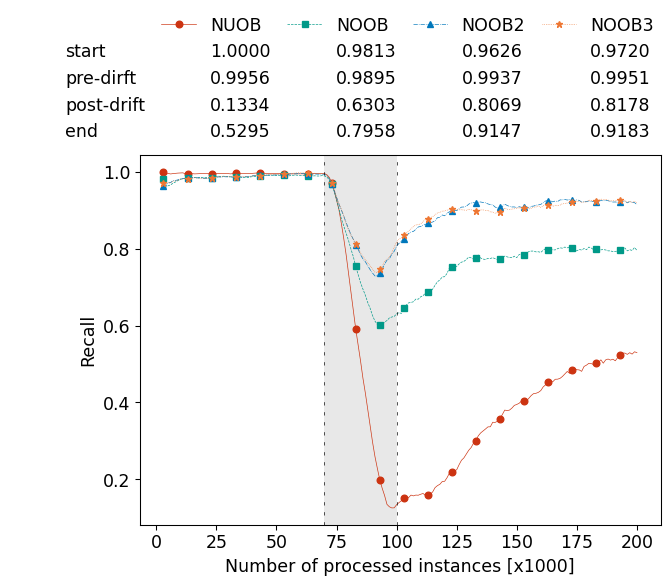 NUOB NOOB NOOB2 NOOB3
start 1.0000 0.9813 0.9626 0.9720
pre-dirft 0.9956 0.9895 0.9937 0.9951
post-drift 0.1334 0.6303 0.8069 0.8178
end 0.5295 0.7958 0.9147 0.9183
1.0
0.8
0.6
0.4
0.2
Recall
0 25 50 75 100 125 150 175 200
Number of processed instances [x1000]